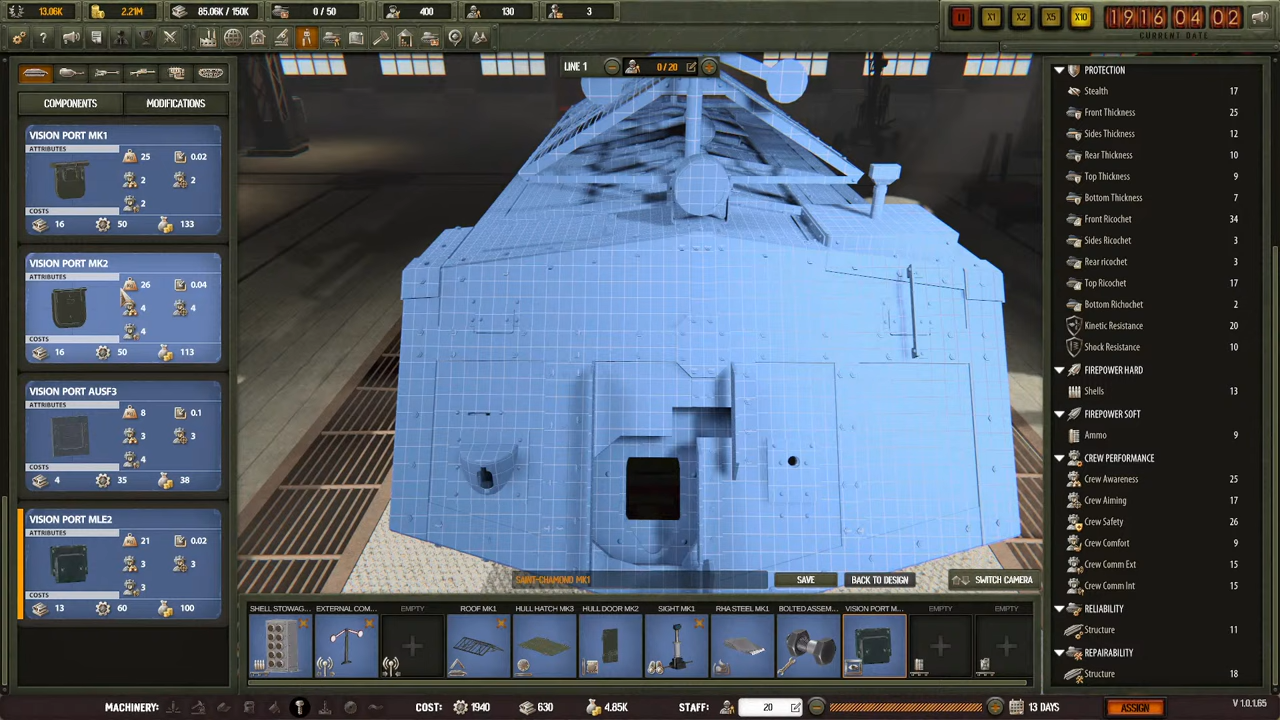 13.06K 2.21M 85.06K / 150K 0 / 50 400 130 3
X1 X2 X5 X10 1916 04 02
CURRENT DATE
LINE 1 0 / 20
COMPONENTS MODIFICATIONS
VISION PORT MK1
ATTRIBUTES
25 0.02
2 2
2
COSTS
16 50 133
VISION PORT MK2
ATTRIBUTES
26 0.04
4 4
4
COSTS
16 50 113
VISION PORT AUSF3
ATTRIBUTES
8 0.1
3 3
4
COSTS
4 35 38
VISION PORT MLE2
ATTRIBUTES
21 0.02
3 3
3
COSTS
13 60 100
PROTECTION
Stealth 17
Front Thickness 25
Sides Thickness 12
Rear Thickness 10
Top Thickness 9
Bottom Thickness 7
Front Ricochet 34
Sides Ricochet 3
Rear ricochet 3
Top Ricochet 17
Bottom Richochet 2
Kinetic Resistance 20
Shock Resistance 10
FIREPOWER HARD
Shells 13
FIREPOWER SOFT
Ammo 9
CREW PERFORMANCE
Crew Awareness 25
Crew Aiming 17
Crew Safety 26
Crew Comfort 9
Crew Comm Ext 15
Crew Comm Int 15
RELIABILITY
Structure 11
REPAIRABILITY
Structure 18
SAINT-CHAMOND MK1 SAVE BACK TO DESIGN SWITCH CAMERA
SHELL STOWAG... EXTERNAL COM... EMPTY ROOF MK1 HULL HATCH MK3 HULL DOOR MK2 SIGHT MK1 RHA STEEL MK1 BOLTED ASSEM... VISION PORT M... EMPTY EMPTY
MACHINERY: COST: 1940 630 4.85K STAFF: 20 13 DAYS ASSIGN V 1.0.1.65